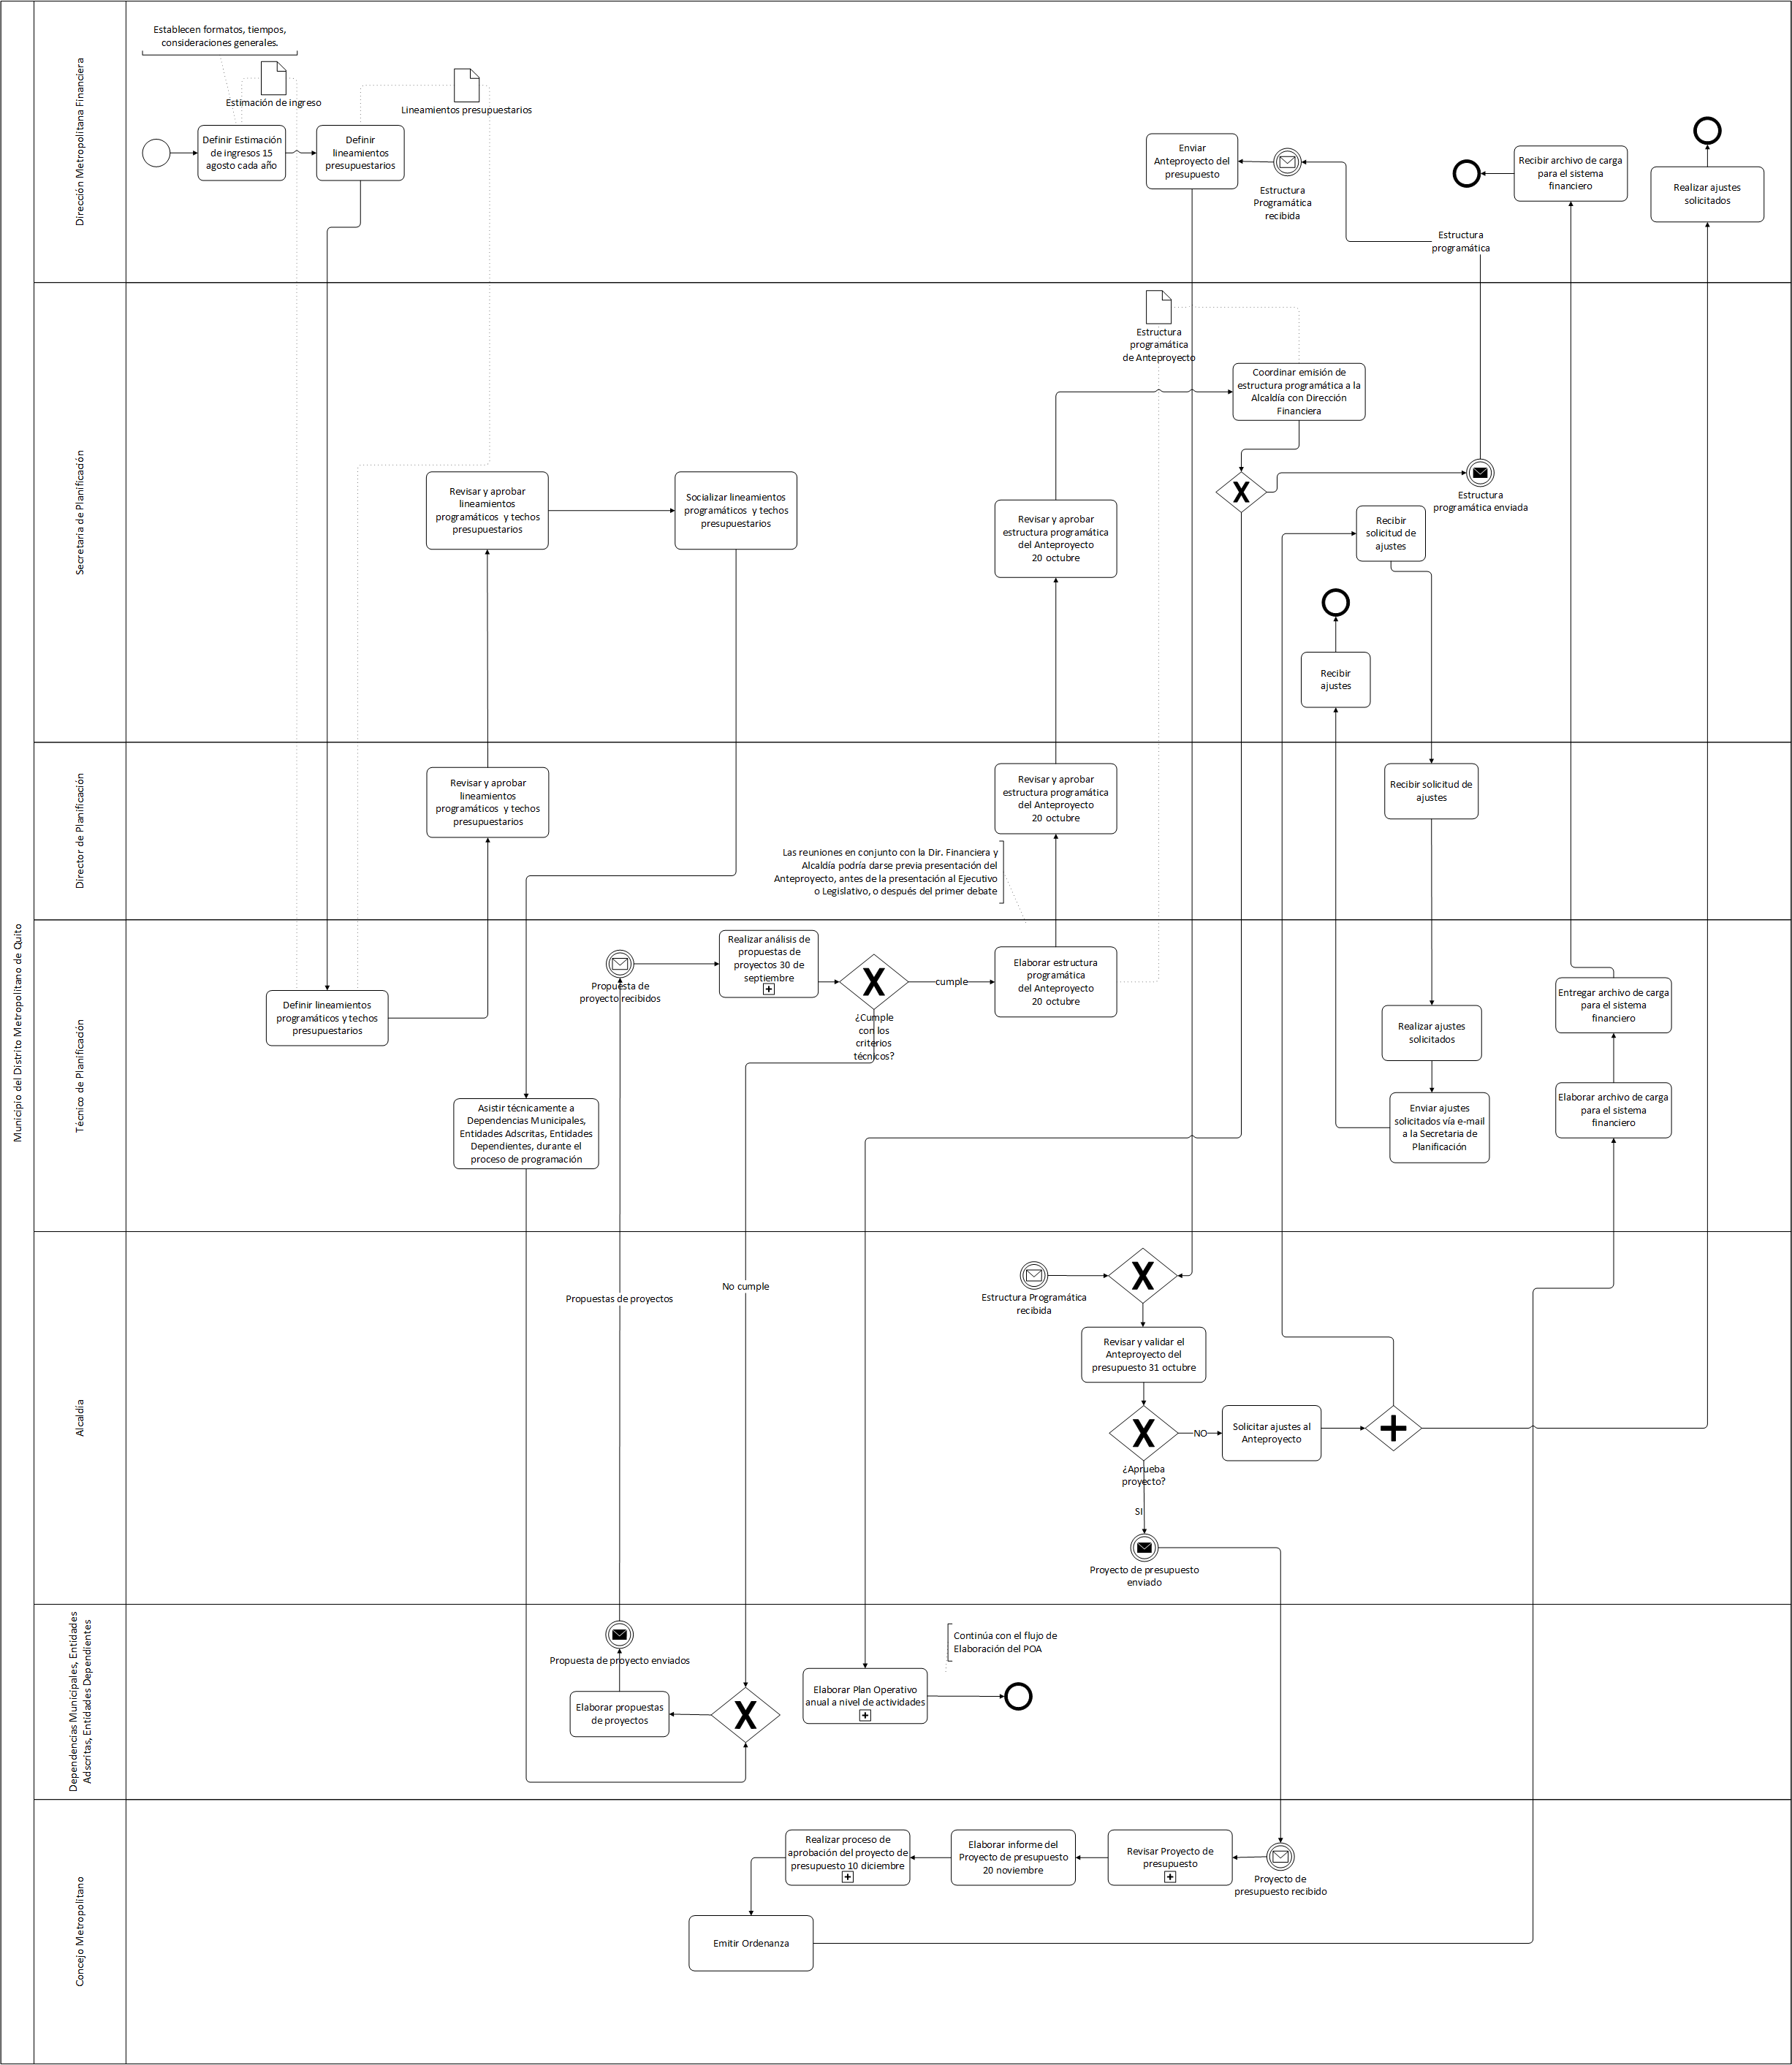 Municipio del Distrito Metropolitano de Quito
Dirección Metropolitana Financiera
Establecen formatos, tiempos,
consideraciones generales.
Estimación de ingreso
Lineamientos presupuestarios
Definir Estimación
de ingresos 15
agosto cada año
Definir
lineamientos
presupuestarios
Enviar
Anteproyecto del
presupuesto
Estructura
Programática
recibida
Estructura
programática
Recibir archivo de carga
para el sistema
financiero
Realizar ajustes
solicitados
Secretaria de Planificación
Estructura
programática
de Anteproyecto
Coordinar emisión de
estructura programática a la
Alcaldía con Dirección
Financiera
Revisar y aprobar
lineamientos
programáticos y techos
presupuestarios
Socializar lineamientos
programáticos y techos
presupuestarios
Revisar y aprobar
estructura programática
del Anteproyecto
20 octubre
X
Estructura
programática enviada
Recibir
solicitud de
ajustes
Recibir
ajustes
Director de Planificación
Revisar y aprobar
lineamientos
programáticos y techos
presupuestarios
Revisar y aprobar
estructura programática
del Anteproyecto
20 octubre
Recibir solicitud de
ajustes
Las reuniones en conjunto con la Dir. Financiera y
Alcaldía podría darse previa presentación del
Anteproyecto, antes de la presentación al Ejecutivo
o Legislativo, o después del primer debate
Técnico de Planificación
Definir lineamientos
programáticos y techos
presupuestarios
Propuesta de
proyecto recibidos
Realizar análisis de
propuestas de
proyectos 30 de
septiembre
X
¿Cumple
con los
criterios
técnicos?
cumple
Elaborar estructura
programática
del Anteproyecto
20 octubre
Entregar archivo de carga
para el sistema
financiero
Realizar ajustes
solicitados
Asistir técnicamente a
Dependencias Municipales,
Entidades Adscritas, Entidades
Dependientes, durante el
proceso de programación
Enviar ajustes
solicitados vía e-mail
a la Secretaria de
Planificación
Elaborar archivo de carga
para el sistema
financiero
Alcaldía
Propuestas de proyectos
No cumple
Estructura Programática
recibida
X
Revisar y validar el
Anteproyecto del
presupuesto 31 octubre
X
¿Aprueba
proyecto?
NO
Solicitar ajustes al
Anteproyecto
SI
Proyecto de presupuesto
enviado
Dependencias Municipales, Entidades
Adscritas, Entidades Dependientes
Propuesta de proyecto enviados
Elaborar propuestas
de proyectos
X
Elaborar Plan Operativo
anual a nivel de actividades
Continúa con el flujo de
Elaboración del POA
Concejo Metropolitano
Realizar proceso de
aprobación del proyecto de
presupuesto 10 diciembre
Elaborar informe del
Proyecto de presupuesto
20 noviembre
Revisar Proyecto de
presupuesto
Proyecto de
presupuesto recibido
Emitir Ordenanza